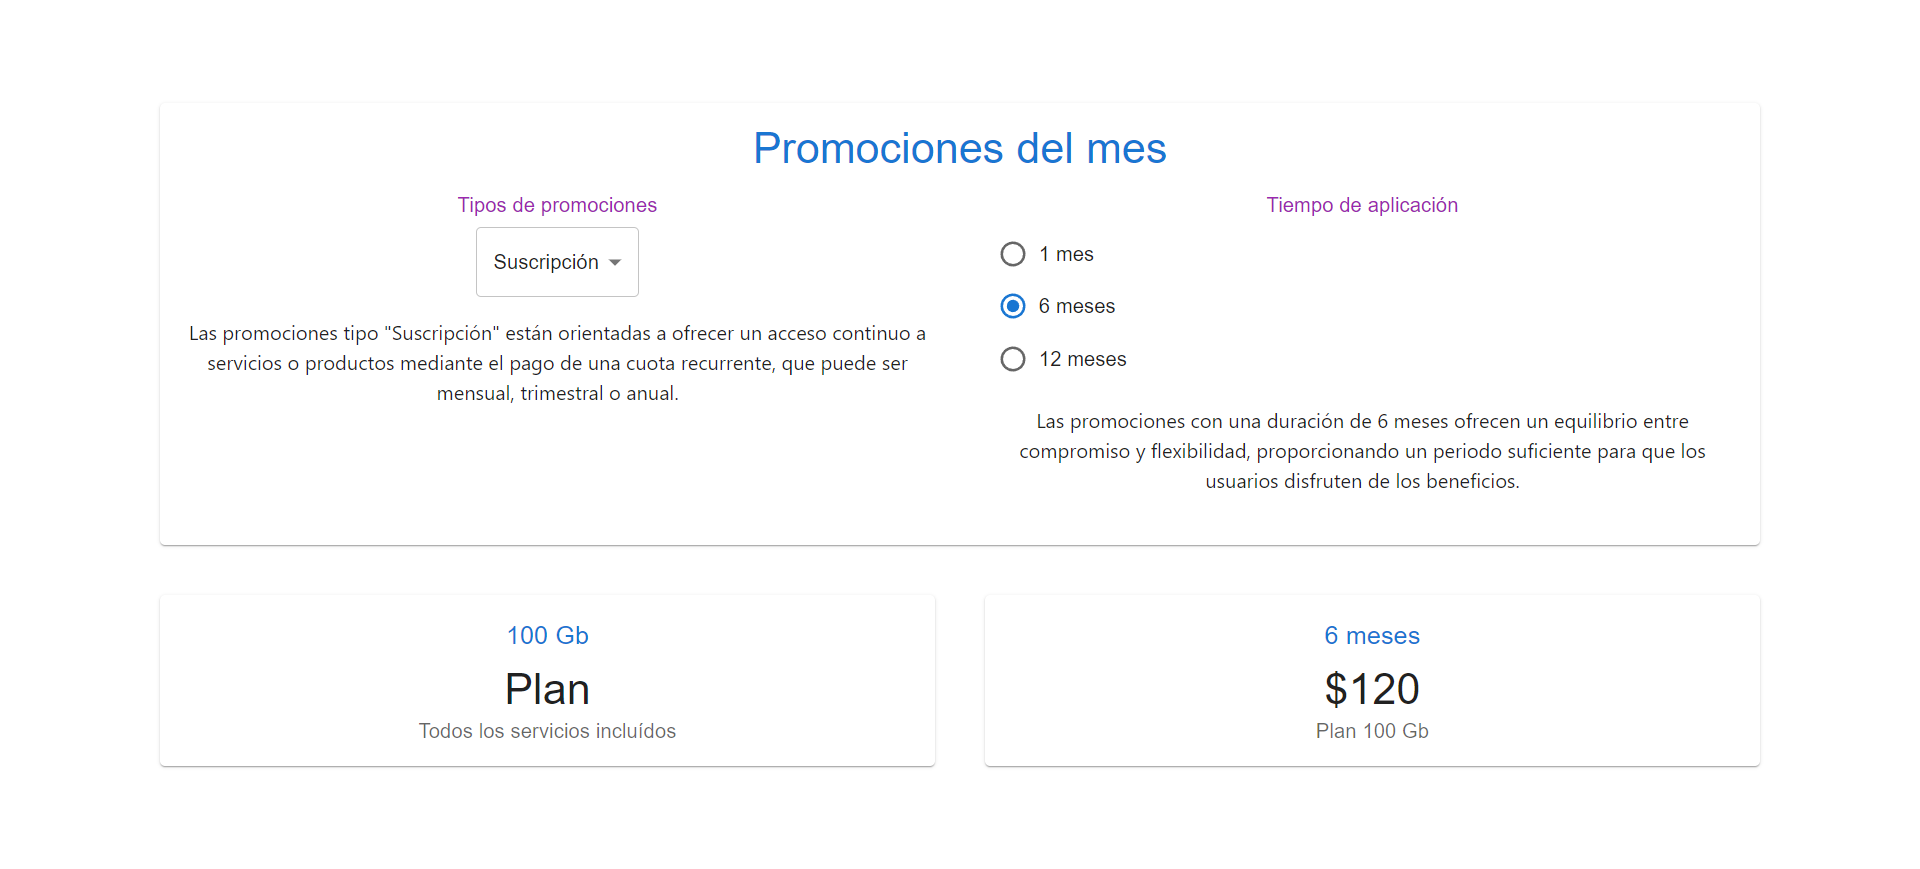 Promociones del mes
Tipos de promociones
Suscripción
Las promociones tipo "Suscripción" están orientadas a ofrecer un acceso continuo a
servicios o productos mediante el pago de una cuota recurrente, que puede ser
mensual, trimestral o anual.
Tiempo de aplicación
1 mes
6 meses
12 meses
Las promociones con una duración de 6 meses ofrecen un equilibrio entre
compromiso y flexibilidad, proporcionando un periodo suficiente para que los
usuarios disfruten de los beneficios.
100 Gb
Plan
Todos los servicios incluídos
6 meses
$120
Plan 100 Gb